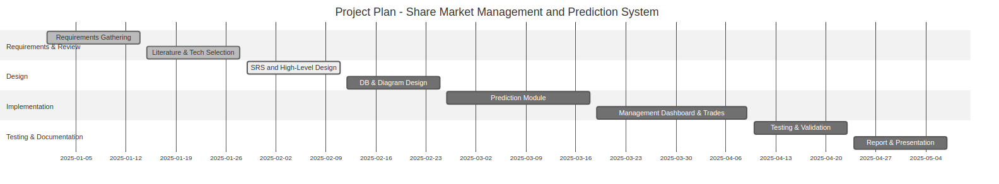 Project Plan - Share Market Management and Prediction System
Requirements Gathering
Requirements & Review
Literature & Tech Selection
SRS and High-Level Design
Design
DB & Diagram Design
Prediction Module
Implementation
Management Dashboard & Trades
Testing & Validation
Testing & Documentation
Report & Presentation
2025-01-05 2025-01-12 2025-01-19 2025-01-26 2025-02-02 2025-02-09 2025-02-16 2025-02-23 2025-03-02 2025-03-09 2025-03-16 2025-03-23 2025-03-30 2025-04-06 2025-04-13 2025-04-20 2025-04-27 2025-05-04